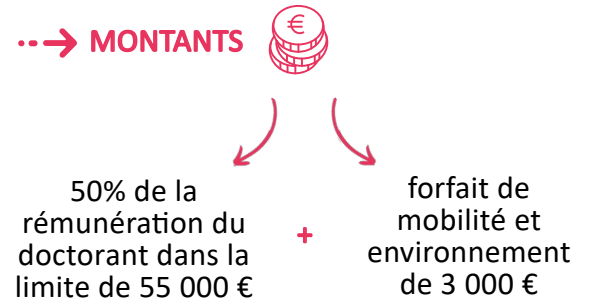 MONTANTS
€
50% de la
rémunération du
doctorant dans la
limite de 55 000 €
+
forfait de
mobilité et
environnement
de 3 000 €